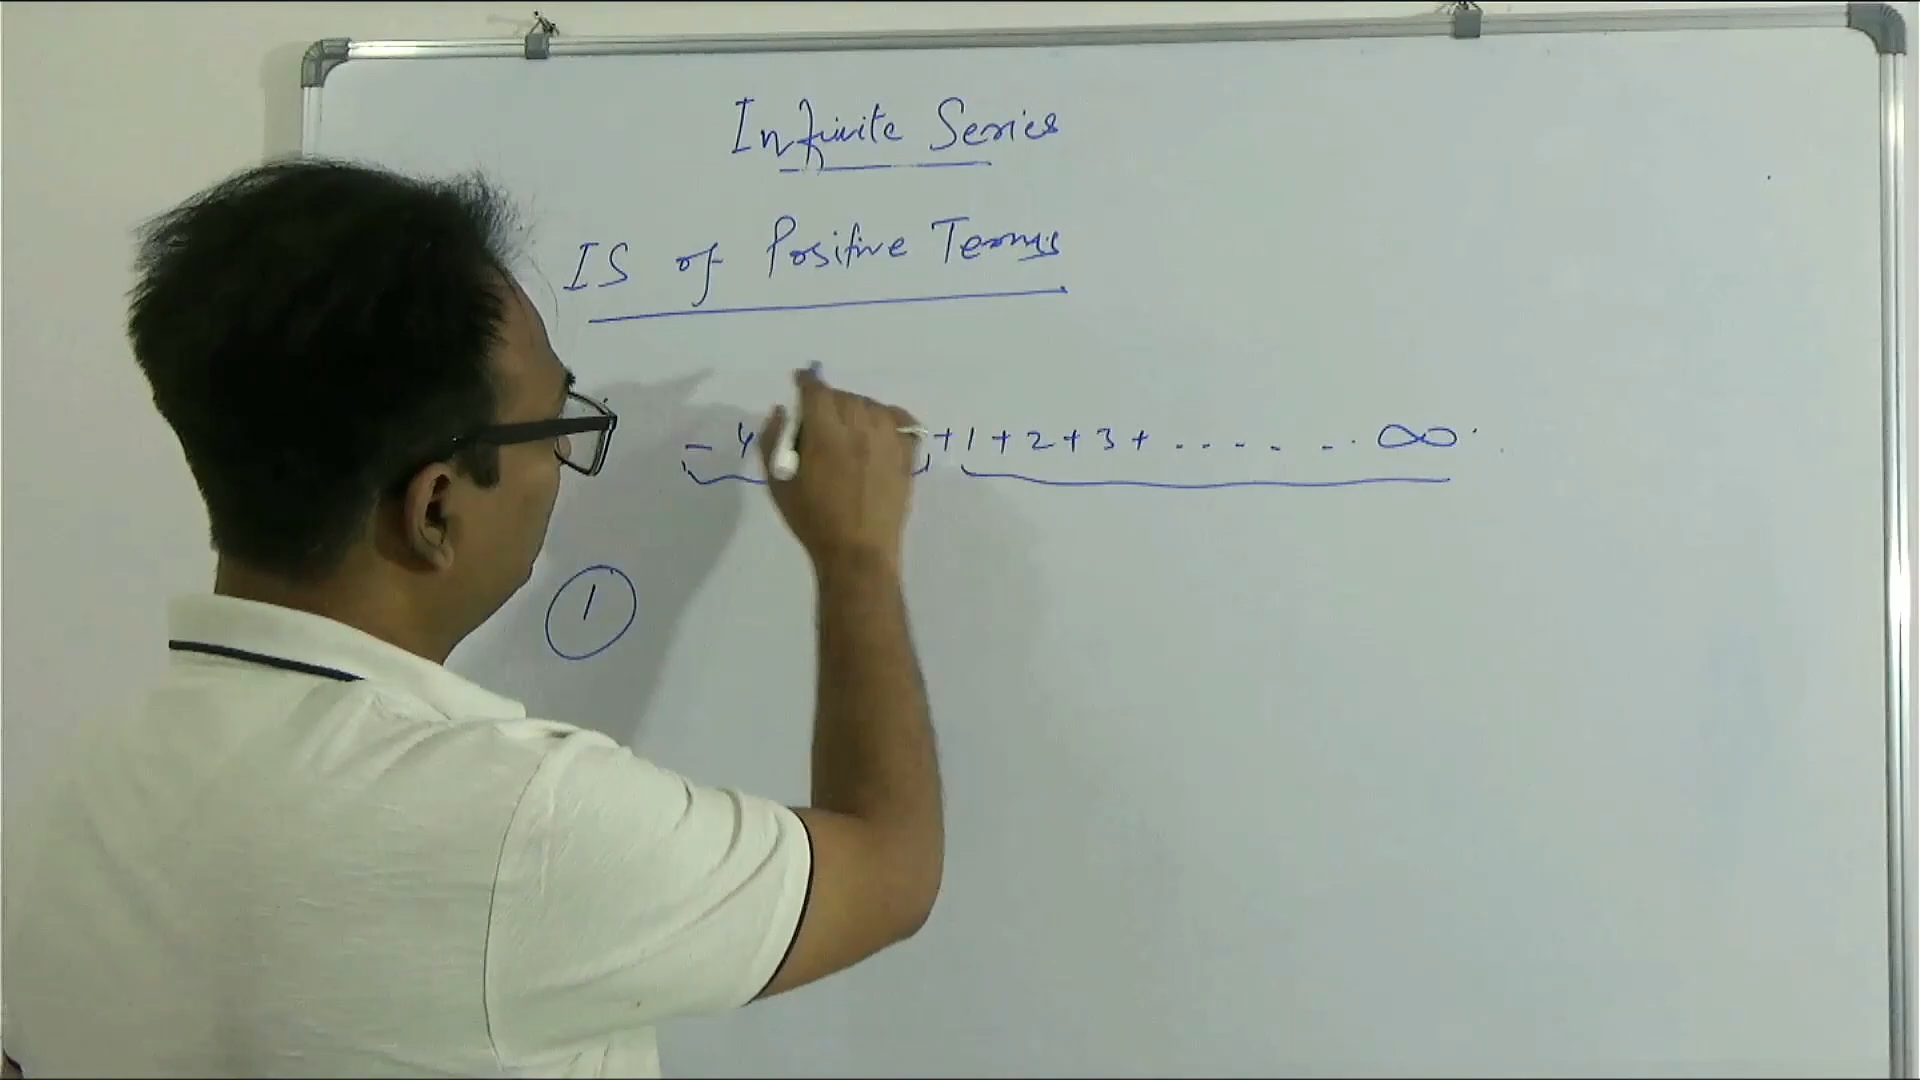 Infinite Series
IS of Positive Terms
- 4 +1+2+3+ ........ ∞
1